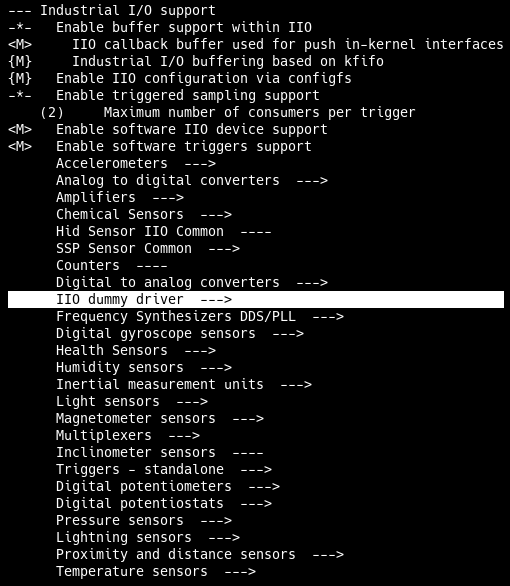 --- Industrial I/O support
-*-   Enable buffer support within IIO
<M>     IIO callback buffer used for push in-kernel interfaces
{M}     Industrial I/O buffering based on kfifo
{M}   Enable IIO configuration via configfs
-*-   Enable triggered sampling support
    (2)     Maximum number of consumers per trigger
<M>   Enable software IIO device support
<M>   Enable software triggers support
      Accelerometers  --->
      Analog to digital converters  --->
      Amplifiers  --->
      Chemical Sensors  --->
      Hid Sensor IIO Common  ----
      SSP Sensor Common  --->
      Counters  ----
      Digital to analog converters  --->
      IIO dummy driver  --->
      Frequency Synthesizers DDS/PLL  --->
      Digital gyroscope sensors  --->
      Health Sensors  --->
      Humidity sensors  --->
      Inertial measurement units  --->
      Light sensors  --->
      Magnetometer sensors  --->
      Multiplexers  --->
      Inclinometer sensors  ----
      Triggers - standalone  --->
      Digital potentiometers  --->
      Digital potentiostats  --->
      Pressure sensors  --->
      Lightning sensors  --->
      Proximity and distance sensors  --->
      Temperature sensors  --->